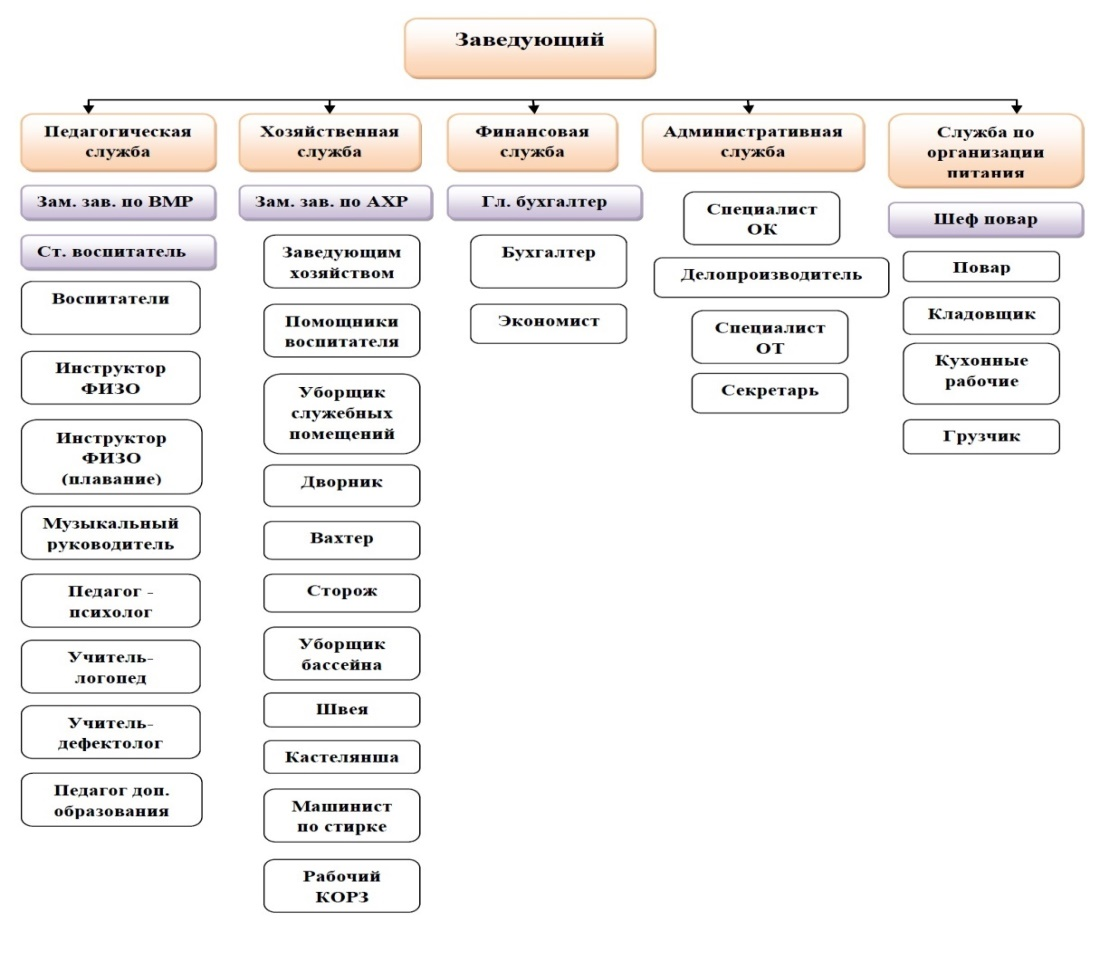 Заведующий
Педагогическая
служба
Зам. зав. по ВМР
Ст. воспитатель
Воспитатели
Инструктор
ФИЗО
Инструктор
ФИЗО
(плавание)
Музыкальный
руководитель
Педагог -
психолог
Учитель-
логопед
Учитель-
дефектолог
Педагог доп.
образования
Хозяйственная
служба
Зам. зав. по АХР
Заведующим
хозяйством
Помощники
воспитателя
Уборщик
служебных
помещений
Дворник
Вахтер
Сторож
Уборщик
бассейна
Швея
Кастелянша
Машинист
по стирке
Рабочий
КОРЗ
Финансовая
служба
Гл. бухгалтер
Бухгалтер
Экономист
Административная
служба
Специалист
ОК
Делопроизводитель
Специалист
ОТ
Секретарь
Служба по
организации
питания
Шеф повар
Повар
Кладовщик
Кухонные
рабочие
Грузчик